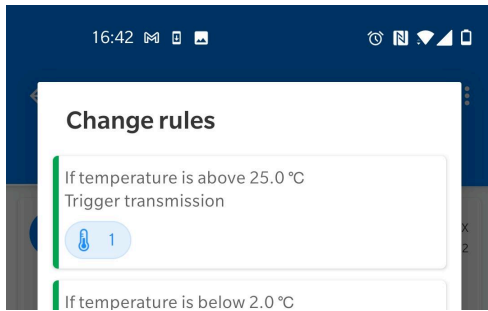 16:42
Change rules
If temperature is above 25.0 °C
Trigger transmission
1
X
2
If temperature is below 2.0 °C